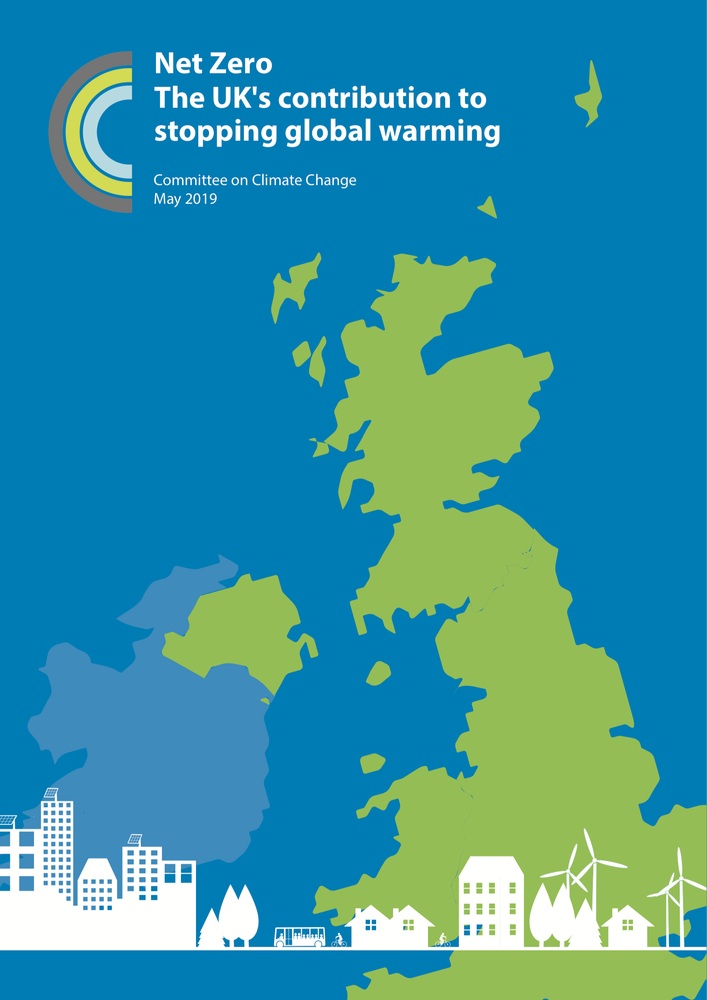 Net Zero
The UK's contribution to
stopping global warming
Committee on Climate Change
May 2019